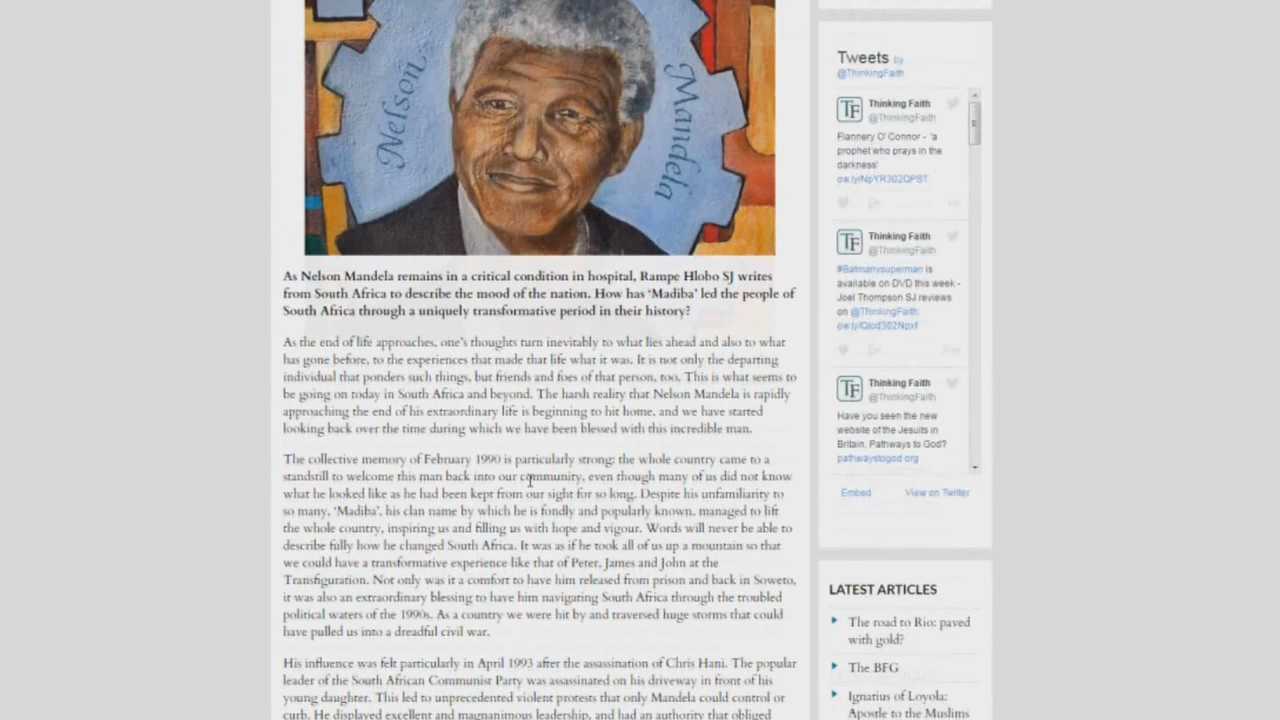 Nelson
Mandela
As Nelson Mandela remains in a critical condition in hospital, Rampe Hlobo SJ writes
from South Africa to describe the mood of the nation. How has ‘Madiba’ led the people of
South Africa through a uniquely transformative period in their history?
As the end of life approaches, one’s thoughts turn inevitably to what lies ahead and also to what
has gone before, to the experiences that made that life what it was. It is not only the departing
individual that ponders such things, but friends and foes of that person, too. This is what seems to
be going on today in South Africa and beyond. The harsh reality that Nelson Mandela is rapidly
approaching the end of his extraordinary life is beginning to hit home, and we have started
looking back over the time during which we have been blessed with this incredible man.
The collective memory of February 1990 is particularly strong: the whole country came to a
standstill to welcome this man back into our community, even though many of us did not know
what he looked like as he had been kept from our sight for so long. Despite his unfamiliarity to
so many, ‘Madiba’, his clan name by which he is fondly and popularly known, managed to lift
the whole country, inspiring us and filling us with hope and vigour. Words will never be able to
describe fully how he changed South Africa. It was as if he took all of us up a mountain so that
we could have a transformative experience like that of Peter, James and John at the
Transfiguration. Not only was it a comfort to have him released from prison and back in Soweto,
it was also an extraordinary blessing to have him navigating South Africa through the troubled
political waters of the 1990s. As a country we were hit by and traversed huge storms that could
have pulled us into a dreadful civil war.
His influence was felt particularly in April 1993 after the assassination of Chris Hani. The popular
leader of the South African Communist Party was assassinated on his driveway in front of his
young daughter. This led to unprecedented violent protests that only Mandela could control or
curb. He displayed excellent and magnanimous leadership, and had an authority that obliged
Tweets by
@ThinkingFaith
TF Thinking Faith
@ThinkingFaith
Flannery O'Connor - 'a
prophet who prays in the
darkness'
ow.ly/NpYR302QPST
TF Thinking Faith
@ThinkingFaith
#Batmanvsuperman is
available on DVD this week -
Joel Thompson SJ reviews
on @ThinkingFaith:
TF Thinking Faith
@ThinkingFaith
Have you seen the new
website of the Jesuits in
Britain, Pathways to God?
pathwaystogod.org
Embed View on Twitter
LATEST ARTICLES
The road to Rio: paved
with gold?
The BFG
Ignatius of Loyola:
Apostle to the Muslims